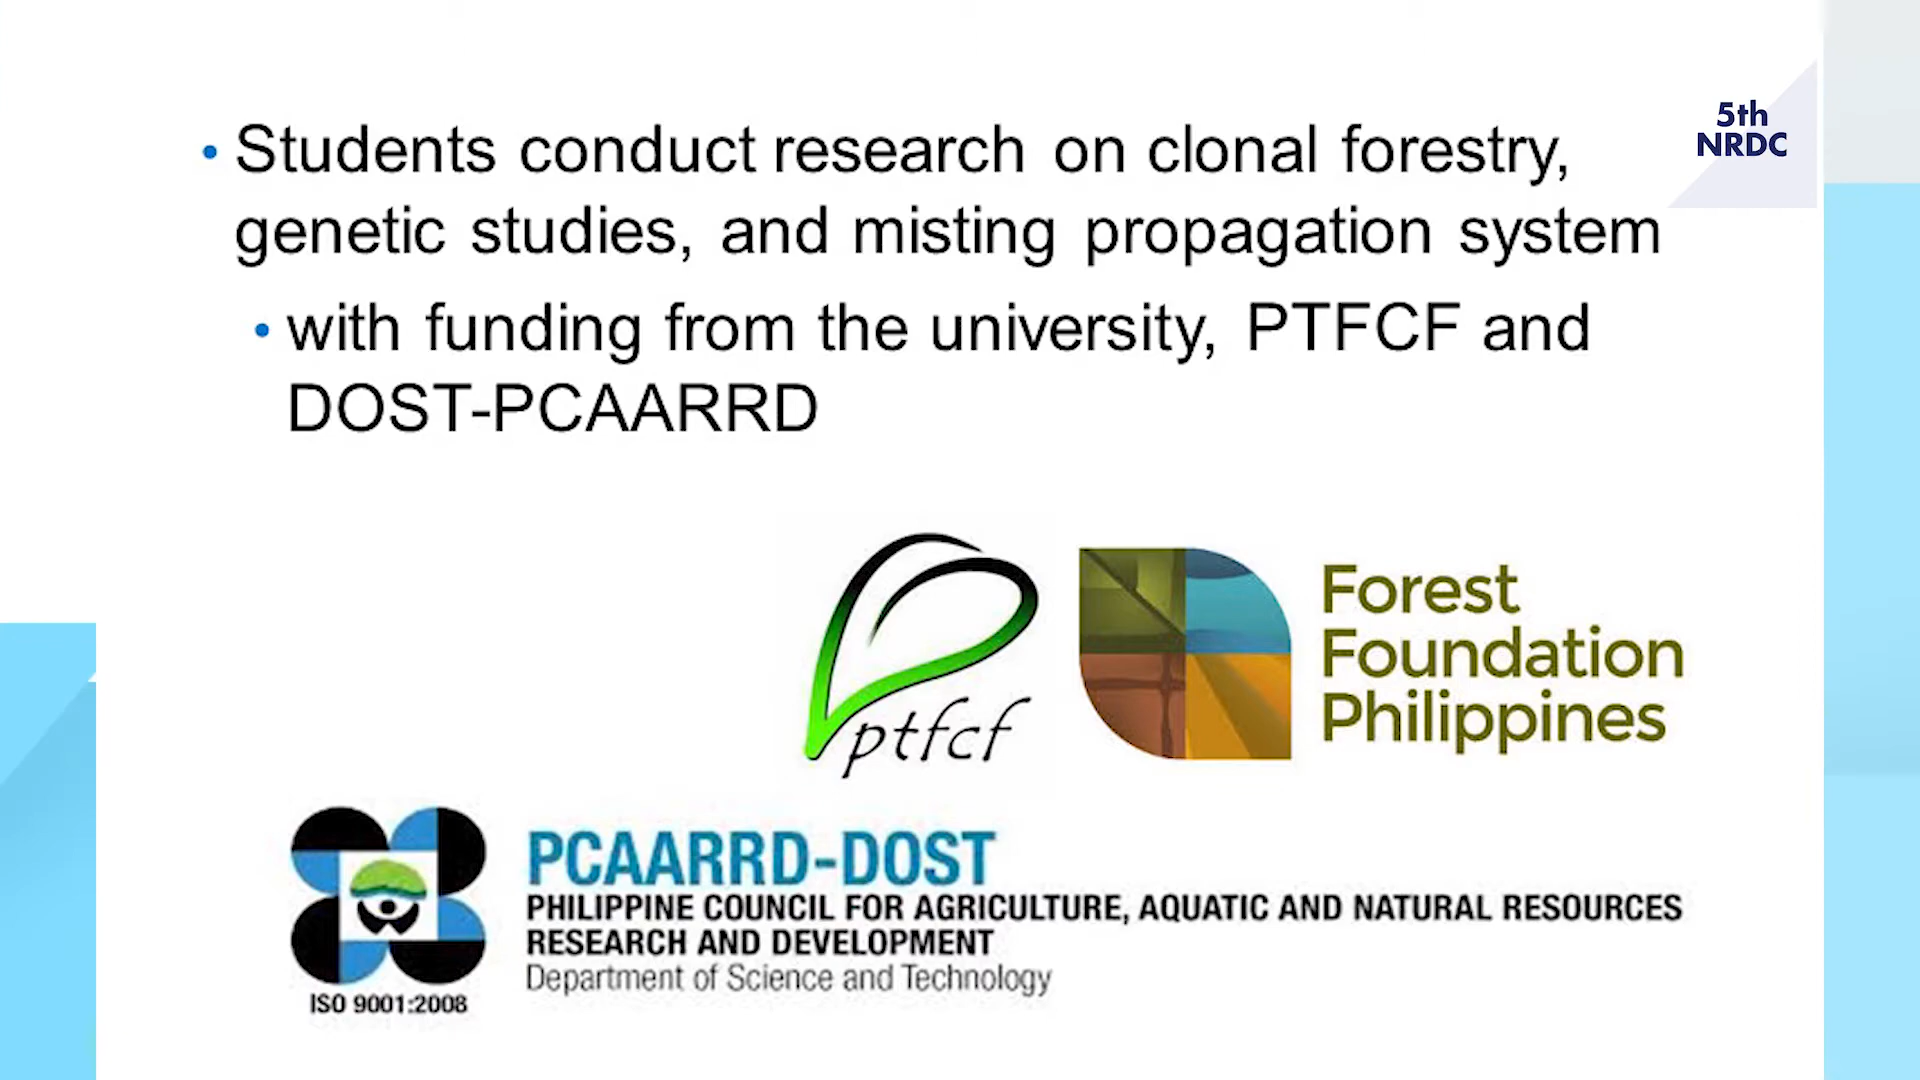 5th
NRDC
• Students conduct research on clonal forestry,
genetic studies, and misting propagation system
• with funding from the university, PTFCF and
DOST-PCAARRD
ptfcf
Forest
Foundation
Philippines
PCAARRD-DOST
PHILIPPINE COUNCIL FOR AGRICULTURE, AQUATIC AND NATURAL RESOURCES
RESEARCH AND DEVELOPMENT
Department of Science and Technology
ISO 9001:2008